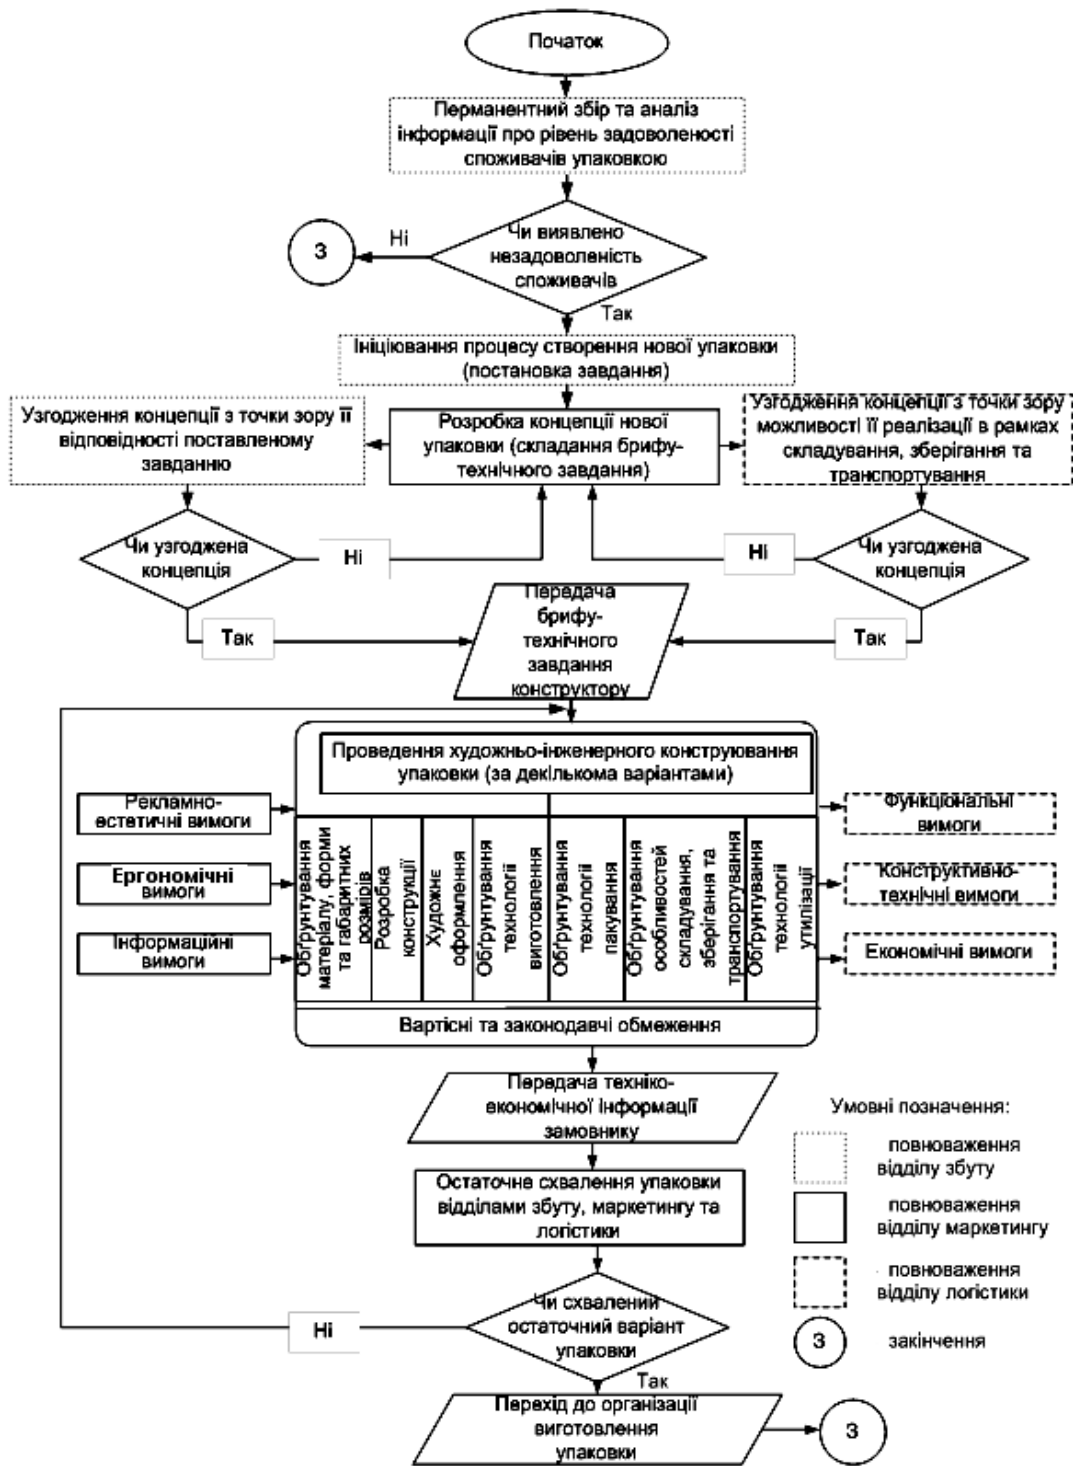 Початок
Перманентний збір та аналіз
інформації про рівень задоволеності
споживачів упаковкою
Чи виявлено
незадоволеність
споживачів
Ні
З
Так
Ініціювання процесу створення нової упаковки
(постановка завдання)
Узгодження концепції з точки зору її
відповідності поставленому
завданню
Розробка концепції нової
упаковки (складання брифу-
технічного завдання)
Узгодження концепції з точки зору
можливості її реалізації в рамках
складування, зберігання та
транспортування
Чи узгоджена
концепція
Ні
Ні
Чи узгоджена
концепція
Так
Передача
брифу-
технічного
завдання
конструктору
Так
Проведення художньо-інженерного конструювання
упаковки (за декількома варіантами)
Рекламно-
естетичні вимоги
Ергономічні
вимоги
Інформаційні
вимоги
Обґрунтування
матеріалу, форми
та габаритних
розмірів
Розробка
конструкції
Художнє
оформлення
Обґрунтування
технології
виготовлення
Обґрунтування
технології
пакування
Обґрунтування
особливостей
складування,
зберігання та
транспортування
Обґрунтування
технології
утилізації
Функціональні
вимоги
Конструктивно-
технічні вимоги
Економічні вимоги
Вартісні та законодавчі обмеження
Передача техніко-
економічної інформації
замовнику
Остаточне схвалення упаковки
відділами збуту, маркетингу та
логістики
Чи схвалений
остаточний варіант
упаковки
Ні
Так
Перехід до організації
виготовлення
упаковки
З
Умовні позначення:
повноваження
відділу збуту
повноваження
відділу маркетингу
повноваження
відділу логістики
З
закінчення